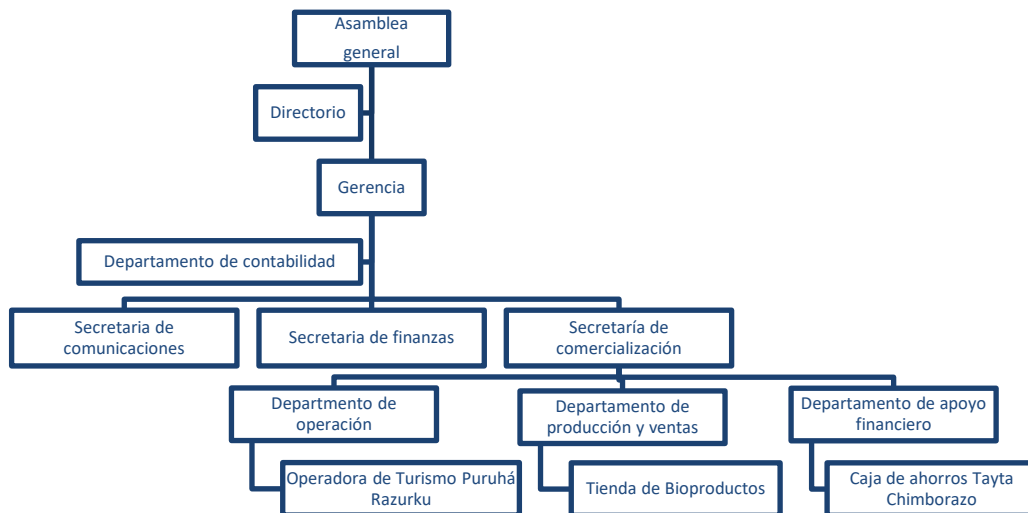 Asamblea
general
Directorio
Gerencia
Departamento de contabilidad
Secretaria de
comunicaciones
Secretaria de finanzas
Secretaría de
comercialización
Departmento de
operación
Departamento de
producción y ventas
Departamento de apoyo
financiero
Operadora de Turismo Puruhá
Razurku
Tienda de Bioproductos
Caja de ahorros Tayta
Chimborazo